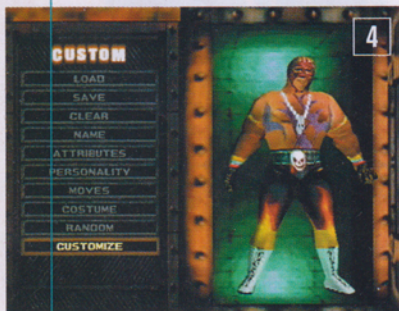 CUSTOM
LOAD
SAVE
CLEAR
NAME
ATTRIBUTES
PERSONALITY
MOVES
COSTUME
RANDOM
CUSTOMIZE
4